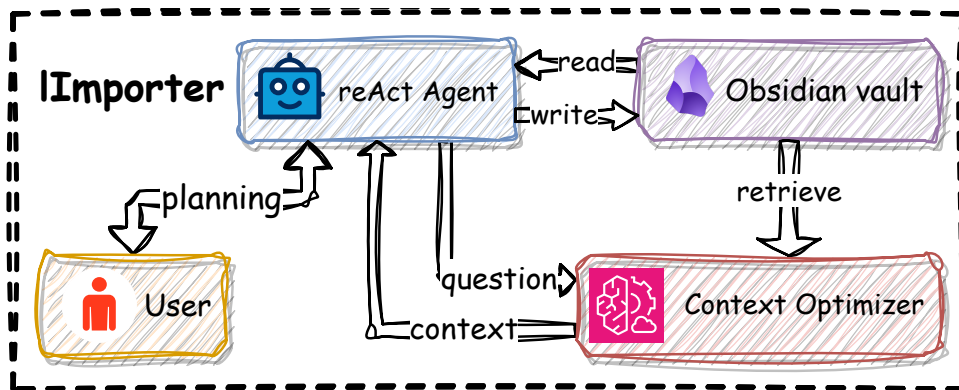 lImporter
reAct Agent
read
write
Obsidian vault
planning
retrieve
User
question
context
Context Optimizer